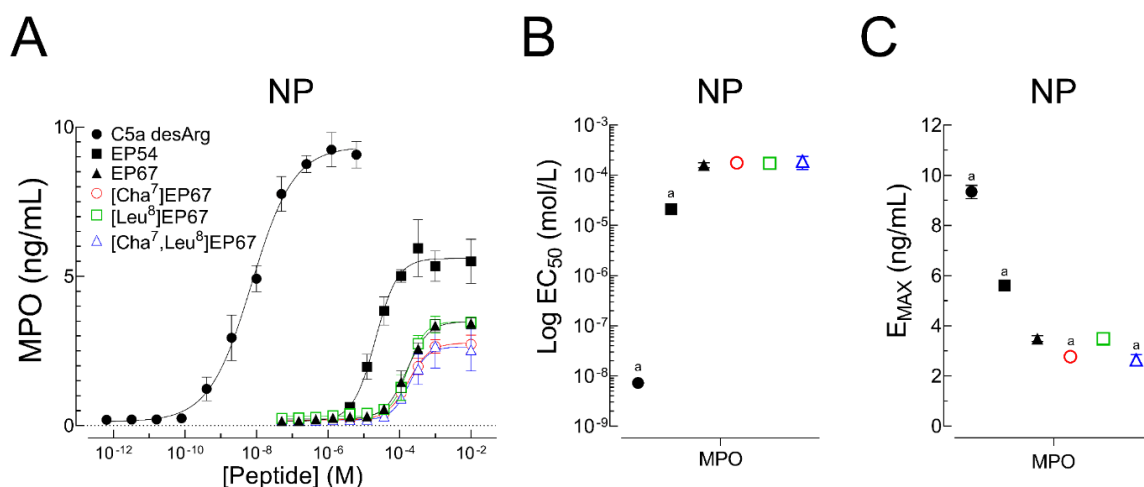 A
B
C
NP
NP
NP
MPO (ng/mL)
10
5
0
C5a desArg
EP54
EP67
[Cha⁷]EP67
[Leu⁸]EP67
[Cha⁷,Leu⁸]EP67
10⁻¹² 10⁻¹⁰ 10⁻⁸ 10⁻⁶ 10⁻⁴ 10⁻²
[Peptide] (M)
Log EC₅₀ (mol/L)
10⁻³
10⁻⁴
10⁻⁵
10⁻⁶
10⁻⁷
10⁻⁸
10⁻⁹
a
a
MPO
E_MAX (ng/mL)
12
10
8
6
4
2
0
a
a
a
a
MPO